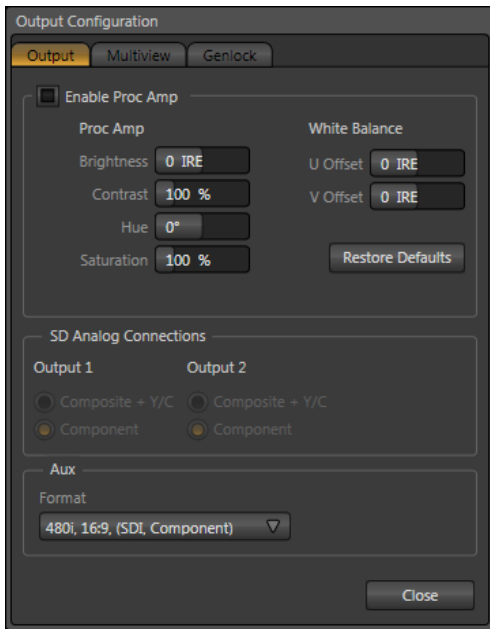 Output Configuration
Output Multiview Genlock
Enable Proc Amp
Proc Amp White Balance
Brightness 0 IRE U Offset 0 IRE
Contrast 100 % V Offset 0 IRE
Hue 0°
Saturation 100 % Restore Defaults
SD Analog Connections
Output 1 Output 2
Composite + Y/C Composite + Y/C
Component Component
Aux
Format
480i, 16:9, (SDI, Component)
Close